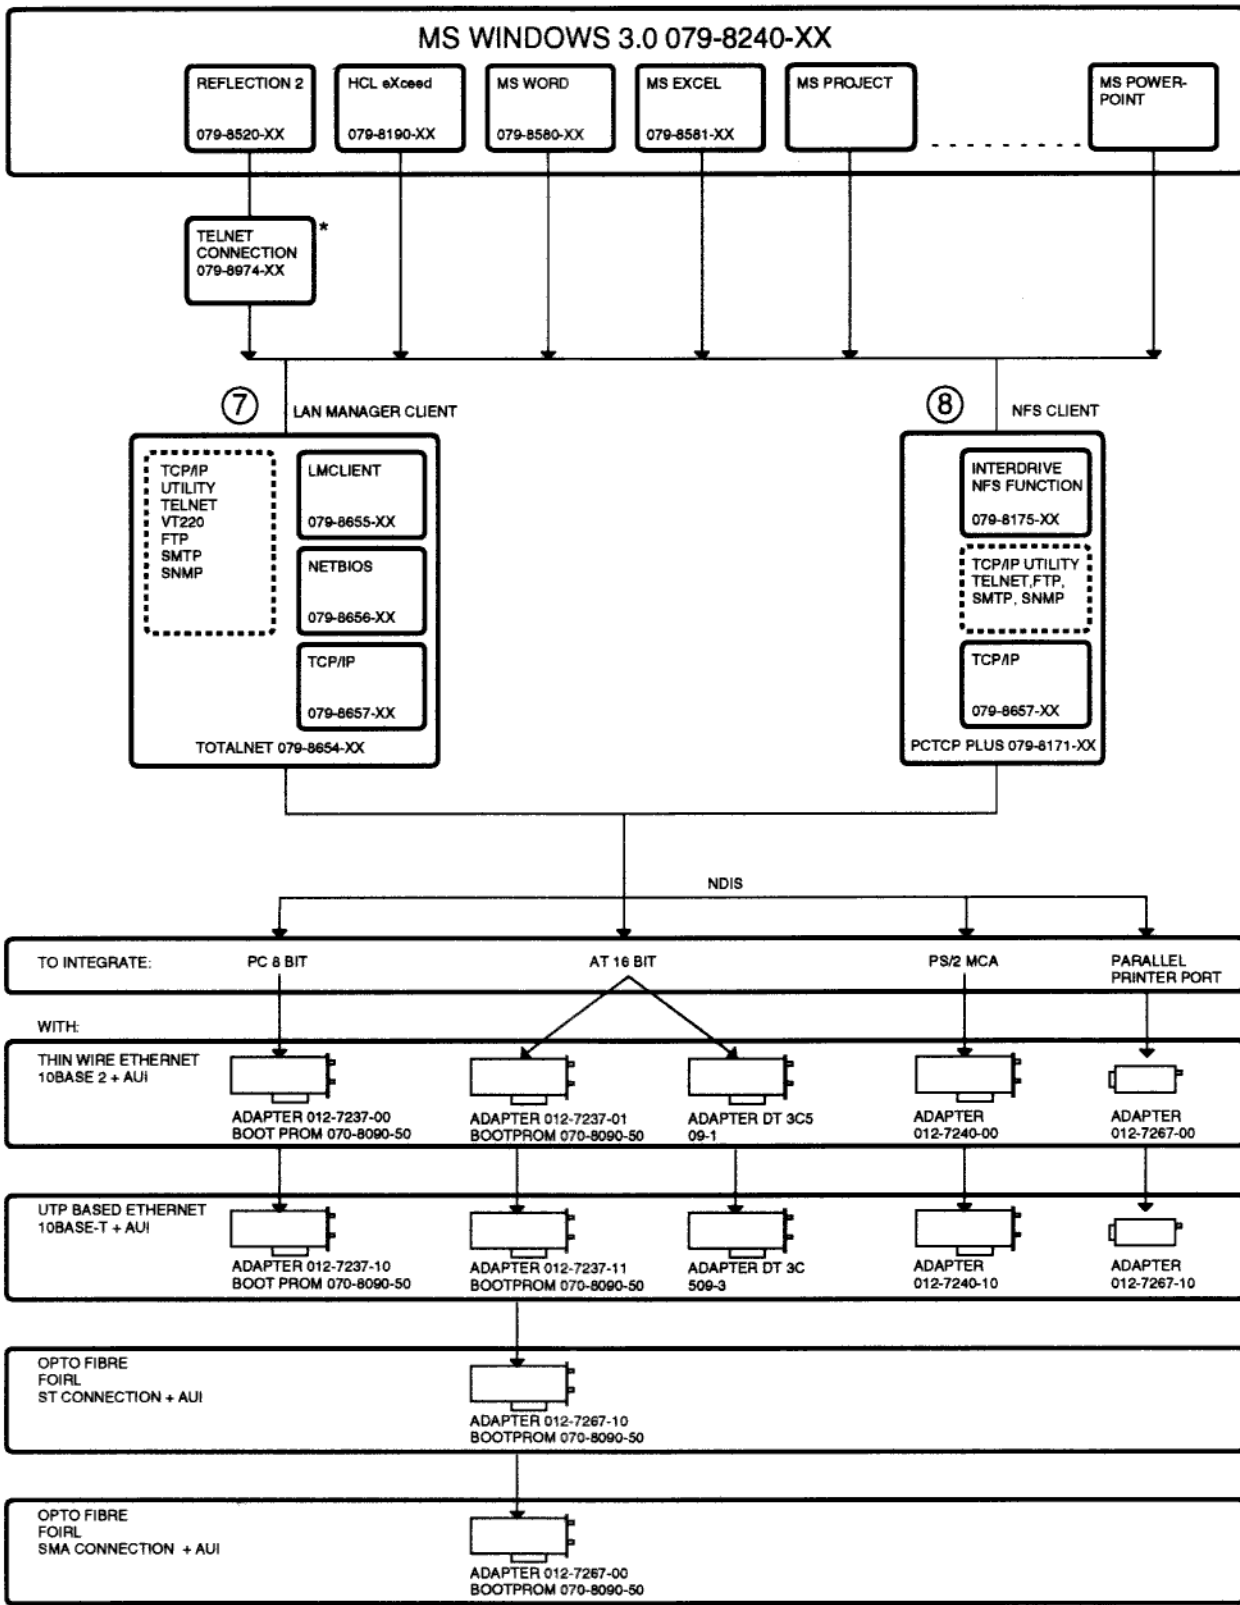 MS WINDOWS 3.0 079-8240-XX
REFLECTION 2
079-8520-XX
HCL eXceed
079-8190-XX
MS WORD
079-8580-XX
MS EXCEL
079-8581-XX
MS PROJECT
MS POWER-
POINT
TELNET
CONNECTION
079-8974-XX
*
7
LAN MANAGER CLIENT
TCP/IP
UTILITY
TELNET
VT220
FTP
SMTP
SNMP
LMCLIENT
079-8655-XX
NETBIOS
079-8656-XX
TCP/IP
079-8657-XX
TOTALNET 079-8654-XX
8
NFS CLIENT
INTERDRIVE
NFS FUNCTION
079-8175-XX
TCP/IP UTILITY
TELNET,FTP,
SMTP, SNMP
TCP/IP
079-8657-XX
PCTCP PLUS 079-8171-XX
NDIS
TO INTEGRATE:
PC 8 BIT
AT 16 BIT
PS/2 MCA
PARALLEL
PRINTER PORT
WITH:
THIN WIRE ETHERNET
10BASE 2 + AUI
ADAPTER 012-7237-00
BOOT PROM 070-8090-50
ADAPTER 012-7237-01
BOOTPROM 070-8090-50
ADAPTER DT 3C5
09-1
ADAPTER
012-7240-00
ADAPTER
012-7267-00
UTP BASED ETHERNET
10BASE-T + AUI
ADAPTER 012-7237-10
BOOT PROM 070-8090-50
ADAPTER 012-7237-11
BOOTPROM 070-8090-50
ADAPTER DT 3C
509-3
ADAPTER
012-7240-10
ADAPTER
012-7267-10
OPTO FIBRE
FOIRL
ST CONNECTION + AUI
ADAPTER 012-7267-10
BOOTPROM 070-8090-50
OPTO FIBRE
FOIRL
SMA CONNECTION + AUI
ADAPTER 012-7267-00
BOOTPROM 070-8090-50